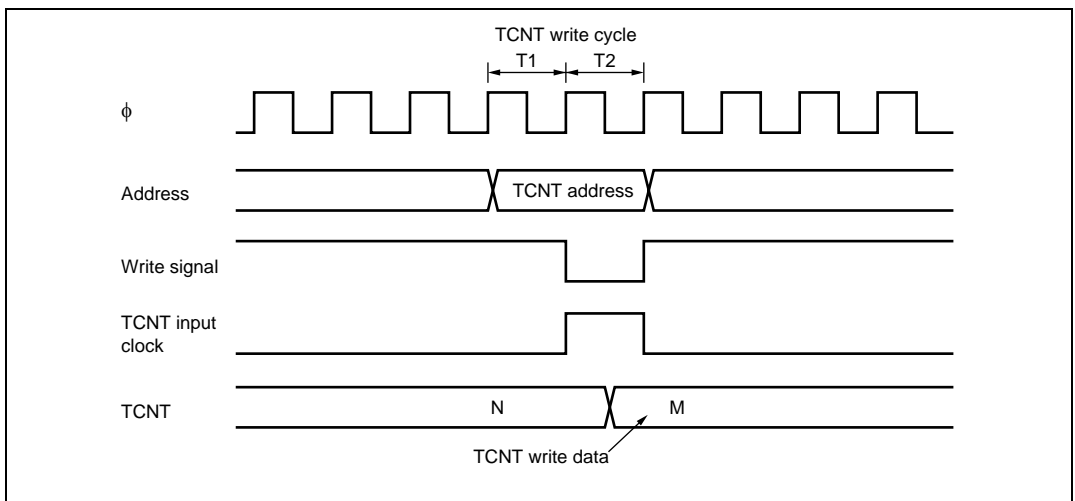 TCNT write cycle
T1 T2
ϕ
Address
TCNT address
Write signal
TCNT input
clock
TCNT
N
M
TCNT write data